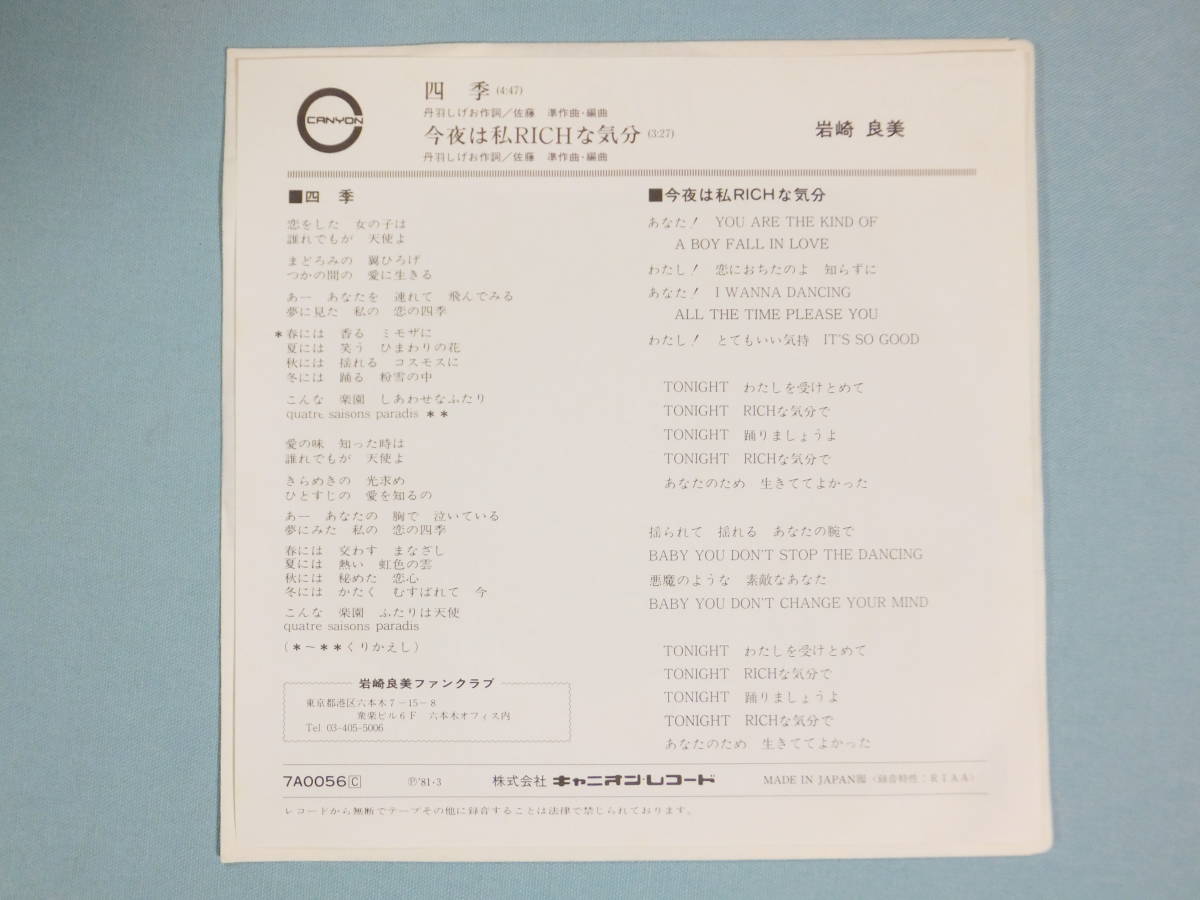 CANYON
四 季 (4:47)
丹羽しげお作詞／佐藤 準作曲・編曲
今夜は私RICHな気分 (3:27)
丹羽しげお作詞／佐藤 準作曲・編曲
岩崎 良美
■四 季
恋をした 女の子は
誰れでもが 天使よ
まどろみの 翼ひろげ
つかの間の 愛に生きる
あー あなたを 連れて 飛んでみる
夢に見た 私の 恋の四季
＊春には 香る ミモザに
夏には 笑う ひまわりの花
秋には 揺れる コスモスに
冬には 踊る 粉雪の中
こんな 楽園 しあわせなふたり
quatre saisons paradis ＊＊
愛の味 知った時は
誰れでもが 天使よ
きらめきの 光求め
ひとすじの 愛を知るの
あー あなたの 胸で 泣いている
夢にみた 私の 恋の四季
春には 交わす まなざし
夏には 熱い 虹色の雲
秋には 秘めた 恋心
冬には かたく むすばれて 今
こんな 楽園 ふたりは天使
quatre saisons paradis
(＊〜＊＊くりかえし)
岩崎良美ファンクラブ
東京都港区六本木7－15－8
衆楽ビル6F 六本木オフィス内
Tel 03-405-5006
■今夜は私RICHな気分
あなた！ YOU ARE THE KIND OF
A BOY FALL IN LOVE
わたし！ 恋におちたのよ 知らずに
あなた！ I WANNA DANCING
ALL THE TIME PLEASE YOU
わたし！ とてもいい気持 IT'S SO GOOD
TONIGHT わたしを受けとめて
TONIGHT RICHな気分で
TONIGHT 踊りましょうよ
TONIGHT RICHな気分で
あなたのため 生きててよかった
揺られて 揺れる あなたの腕で
BABY YOU DON'T STOP THE DANCING
悪魔のような 素敵なあなた
BABY YOU DON'T CHANGE YOUR MIND
TONIGHT わたしを受けとめて
TONIGHT RICHな気分で
TONIGHT 踊りましょうよ
TONIGHT RICHな気分で
あなたのため 生きててよかった
7A0056 C ℗'81・3 株式会社 キャニオン・レコード MADE IN JAPAN (録音特性：RIAA)
レコードから無断でテープその他に録音することは法律で禁じられております。